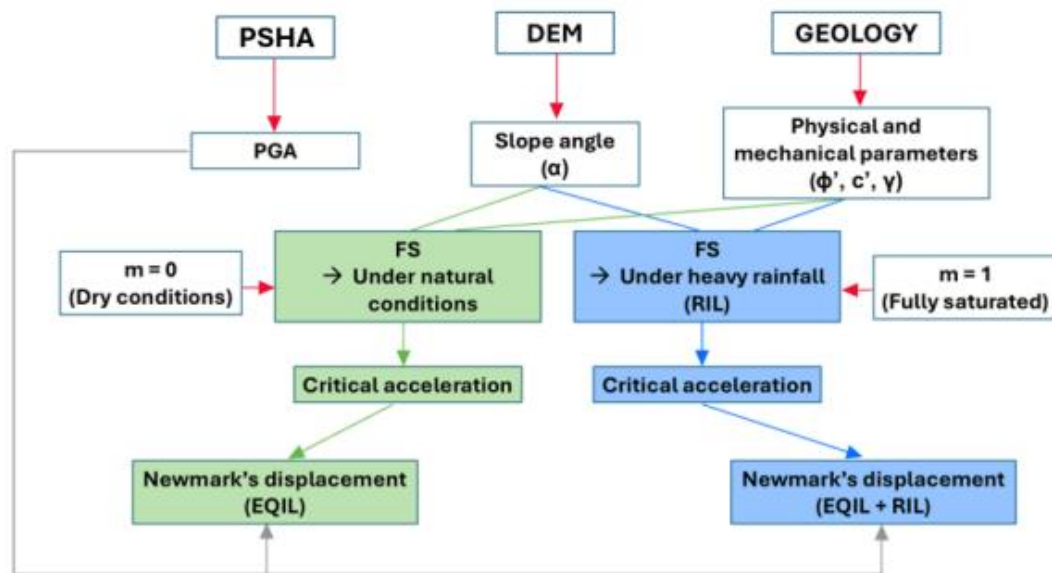 PSHA
DEM
GEOLOGY
PGA
Slope angle
(α)
Physical and
mechanical parameters
(ϕ’, c’, γ)
m = 0
(Dry conditions)
FS
→ Under natural
conditions
FS
→ Under heavy rainfall
(RIL)
m = 1
(Fully saturated)
Critical acceleration
Critical acceleration
Newmark’s displacement
(EQIL)
Newmark’s displacement
(EQIL + RIL)